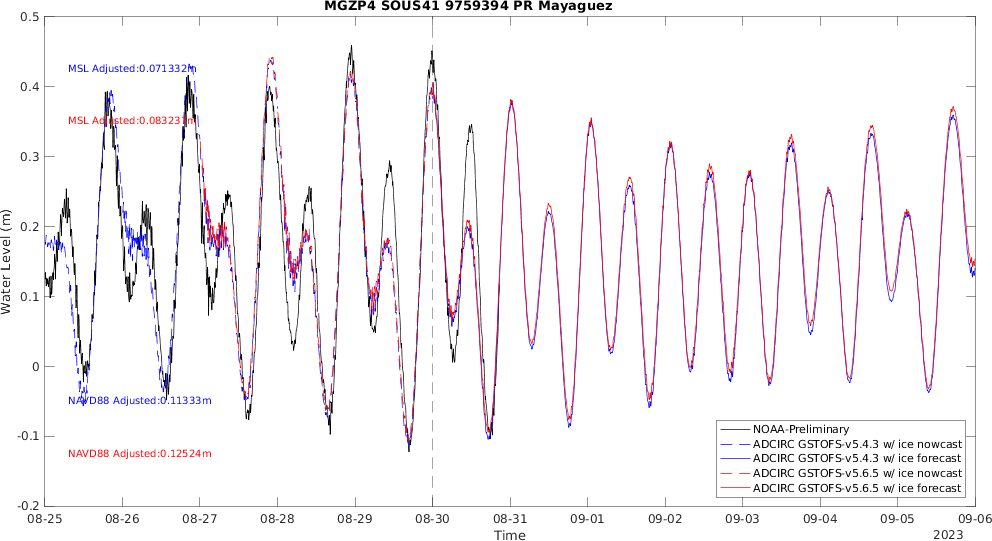 MGZP4 SOUS41 9759394 PR Mayaguez
0.5
0.4
0.3
0.2
0.1
0
-0.1
-0.2
Water Level (m)
MSL Adjusted:0.071332m
MSL Adjusted:0.083237m
NAVD88 Adjusted:0.11333m
NAVD88 Adjusted:0.12524m
NOAA-Preliminary
ADCIRC GSTOFS-v5.4.3 w/ ice nowcast
ADCIRC GSTOFS-v5.4.3 w/ ice forecast
ADCIRC GSTOFS-v5.6.5 w/ ice nowcast
ADCIRC GSTOFS-v5.6.5 w/ ice forecast
08-25 08-26 08-27 08-28 08-29 08-30 08-31 09-01 09-02 09-03 09-04 09-05 09-06
Time
2023